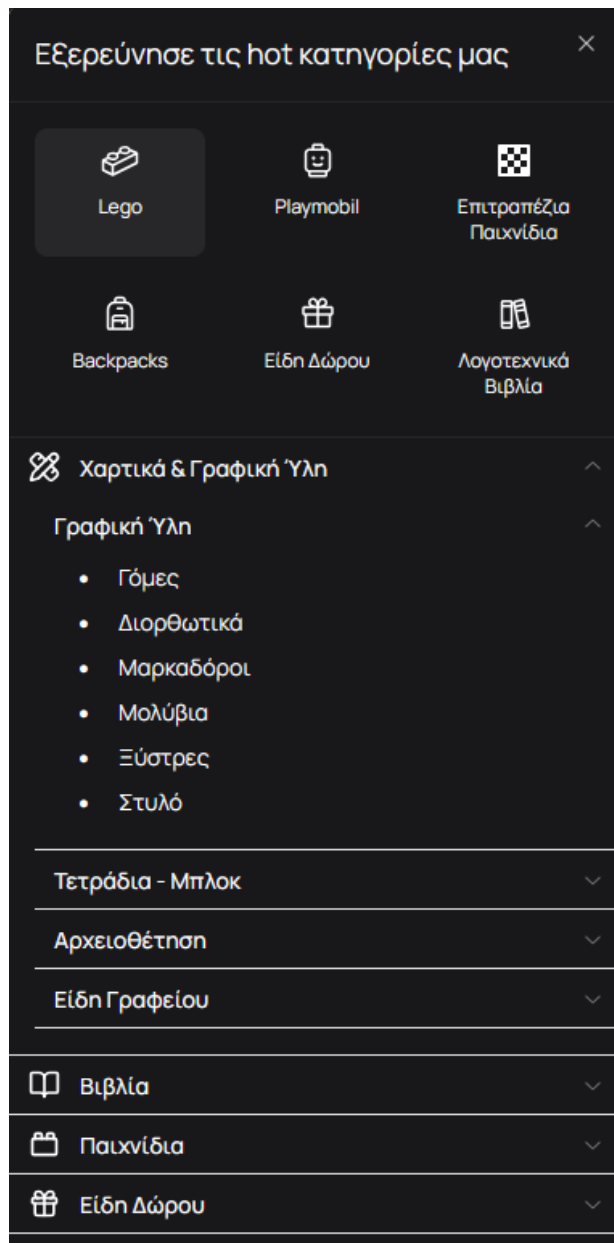 Εξερεύνησε τις hot κατηγορίες μας
Lego
Playmobil
Επιτραπέζια
Παιχνίδια
Backpacks
Είδη Δώρου
Λογοτεχνικά
Βιβλία
Χαρτικά & Γραφική Ύλη
Γραφική Ύλη
• Γόμες
• Διορθωτικά
• Μαρκαδόροι
• Μολύβια
• Ξύστρες
• Στυλό
Τετράδια - Μπλοκ
Αρχειοθέτηση
Είδη Γραφείου
Βιβλία
Παιχνίδια
Είδη Δώρου